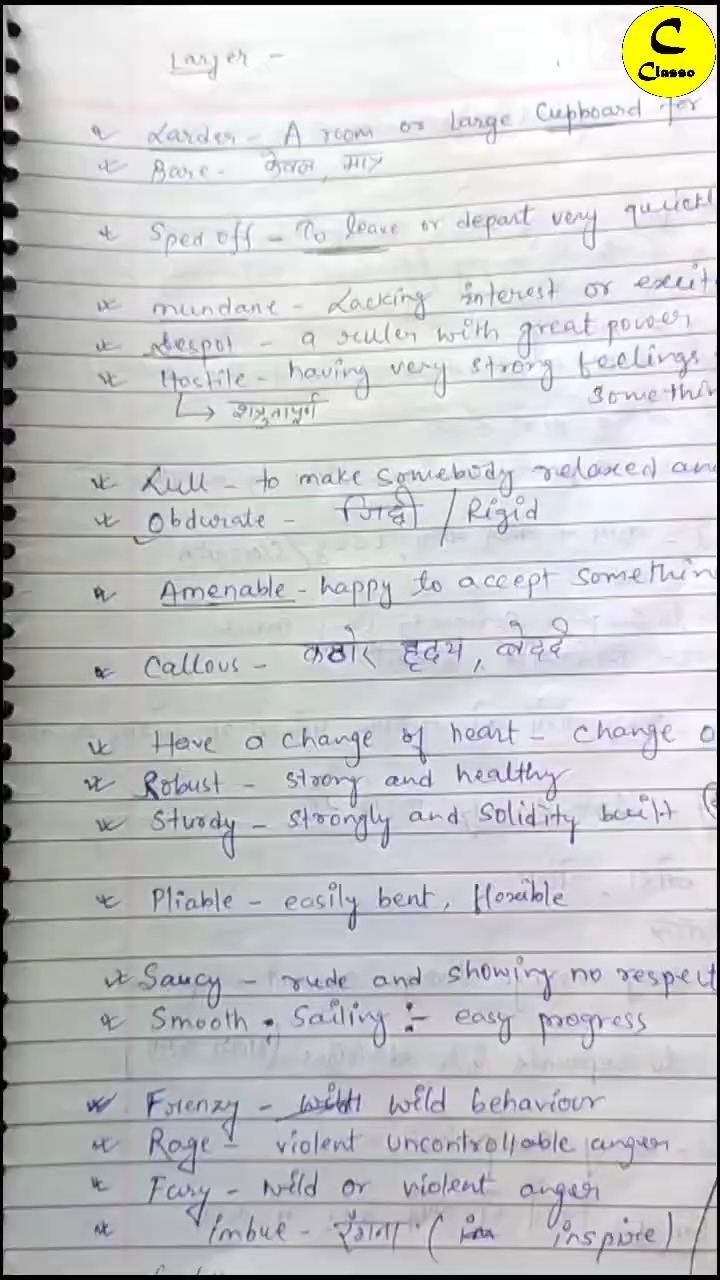 C
Classo
Larger -
Larder - A room or large Cupboard for
Bare - केवल, मात्र
Sped off - To leave or depart very quickl
mundane - Lacking interest or excit
despot - a ruler with great power
Hostile - having very strong feelings
somethin
↳ शत्रुतापूर्ण
Lull - to make somebody relaxed an
Obdurate - जिद्दी / Rigid
Amenable - happy to accept somethin
Callous - कठोर हृदय, बेदर्द
Have a change of heart - change o
Robust - strong and healthy
Sturdy - strongly and solidity built
Pliable - easily bent, flexible
Saucy - rude and showing no respect
Smooth Sailing :- easy progress
Frenzy - wild behaviour
Rage - violent uncontrollable anger
Fury - wild or violent anger
imbue - रँगना (in inspire)